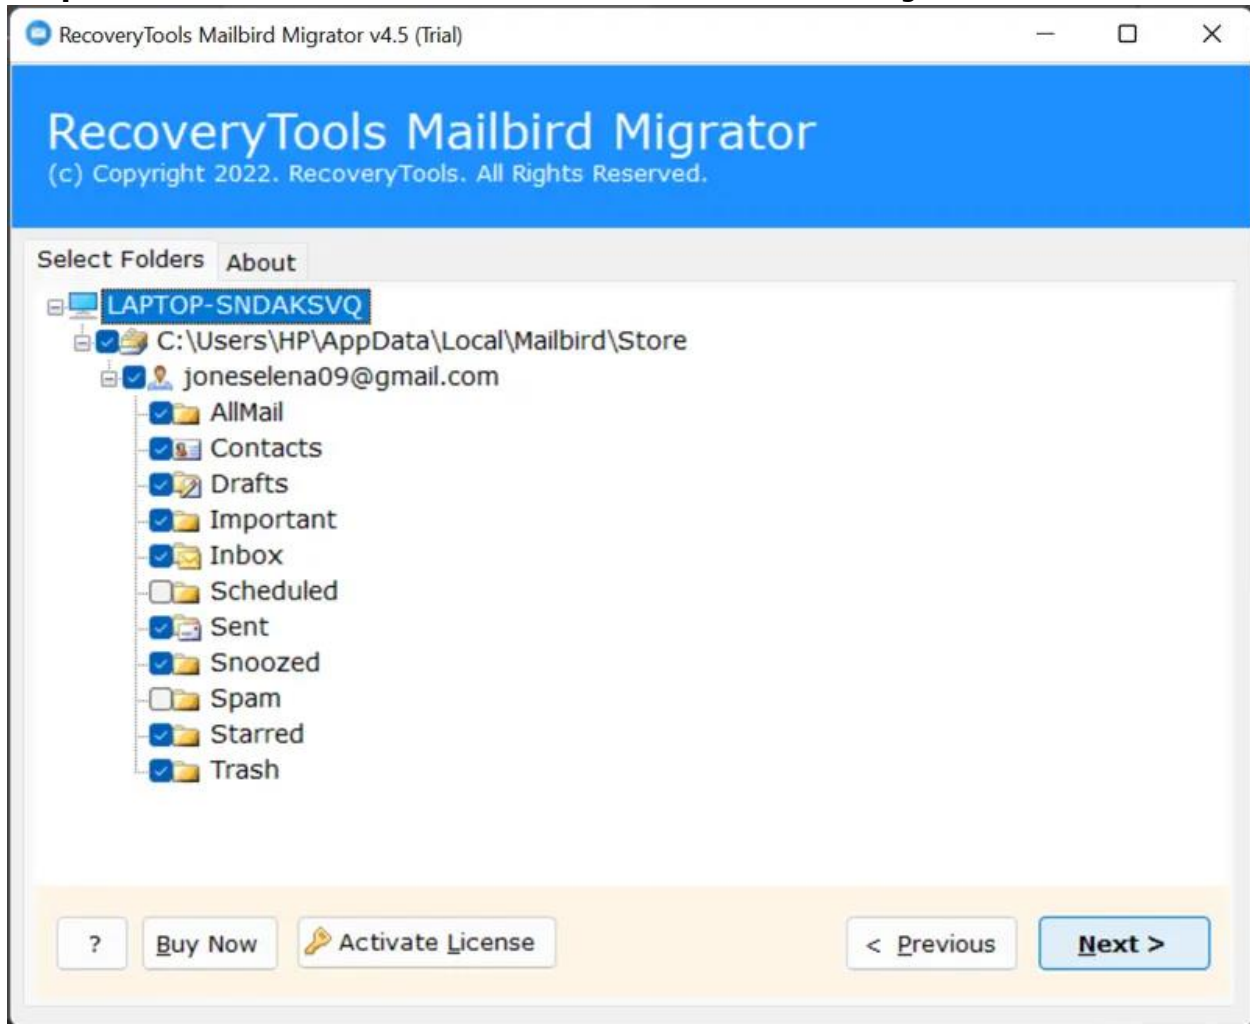 RecoveryTools Mailbird Migrator v4.5 (Trial)
RecoveryTools Mailbird Migrator
(c) Copyright 2022. RecoveryTools. All Rights Reserved.
Select Folders About
LAPTOP-SNDAKSVQ
C:\Users\HP\AppData\Local\Mailbird\Store
joneselena09@gmail.com
AllMail
Contacts
Drafts
Important
Inbox
Scheduled
Sent
Snoozed
Spam
Starred
Trash
? Buy Now Activate License < Previous Next >